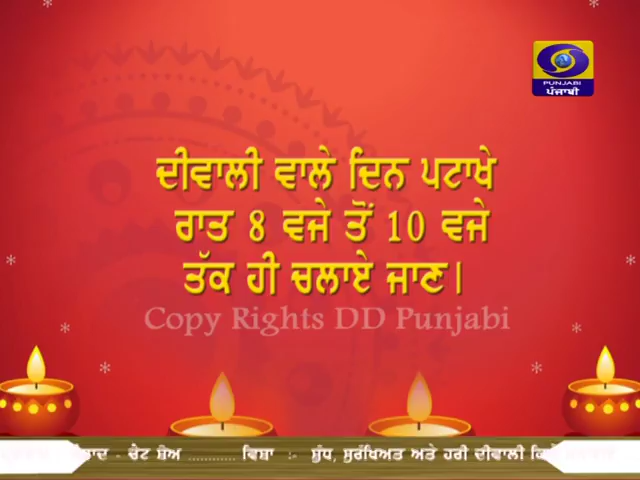 PUNJABI
ਪੰਜਾਬੀ
ਦੀਵਾਲੀ ਵਾਲੇ ਦਿਨ ਪਟਾਖੇ
ਰਾਤ 8 ਵਜੇ ਤੋਂ 10 ਵਜੇ
ਤੱਕ ਹੀ ਚਲਾਏ ਜਾਣ।
Copy Rights DD Punjabi
- ਚੈਟ ਸ਼ੋਅ ............ ਵਿਸ਼ਾ :- ਸ਼ੁੱਧ, ਸੁਰੱਖਿਅਤ ਅਤੇ ਹਰੀ ਦੀਵਾਲੀ